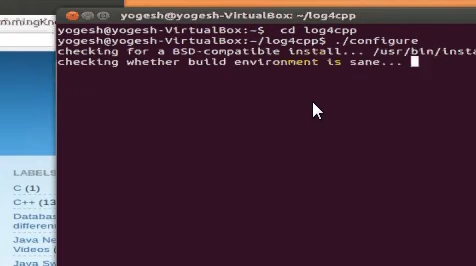 yogesh@yogesh-VirtualBox: ~/log4cpp
yogesh@yogesh-VirtualBox:~$  cd log4cpp
yogesh@yogesh-VirtualBox:~/log4cpp$ ./configure
checking for a BSD-compatible install... /usr/bin/insta
checking whether build environment is sane...
LABELS
C (1)
C++ (13
Databas
differen
Java Ne
Videos (
Java Sw